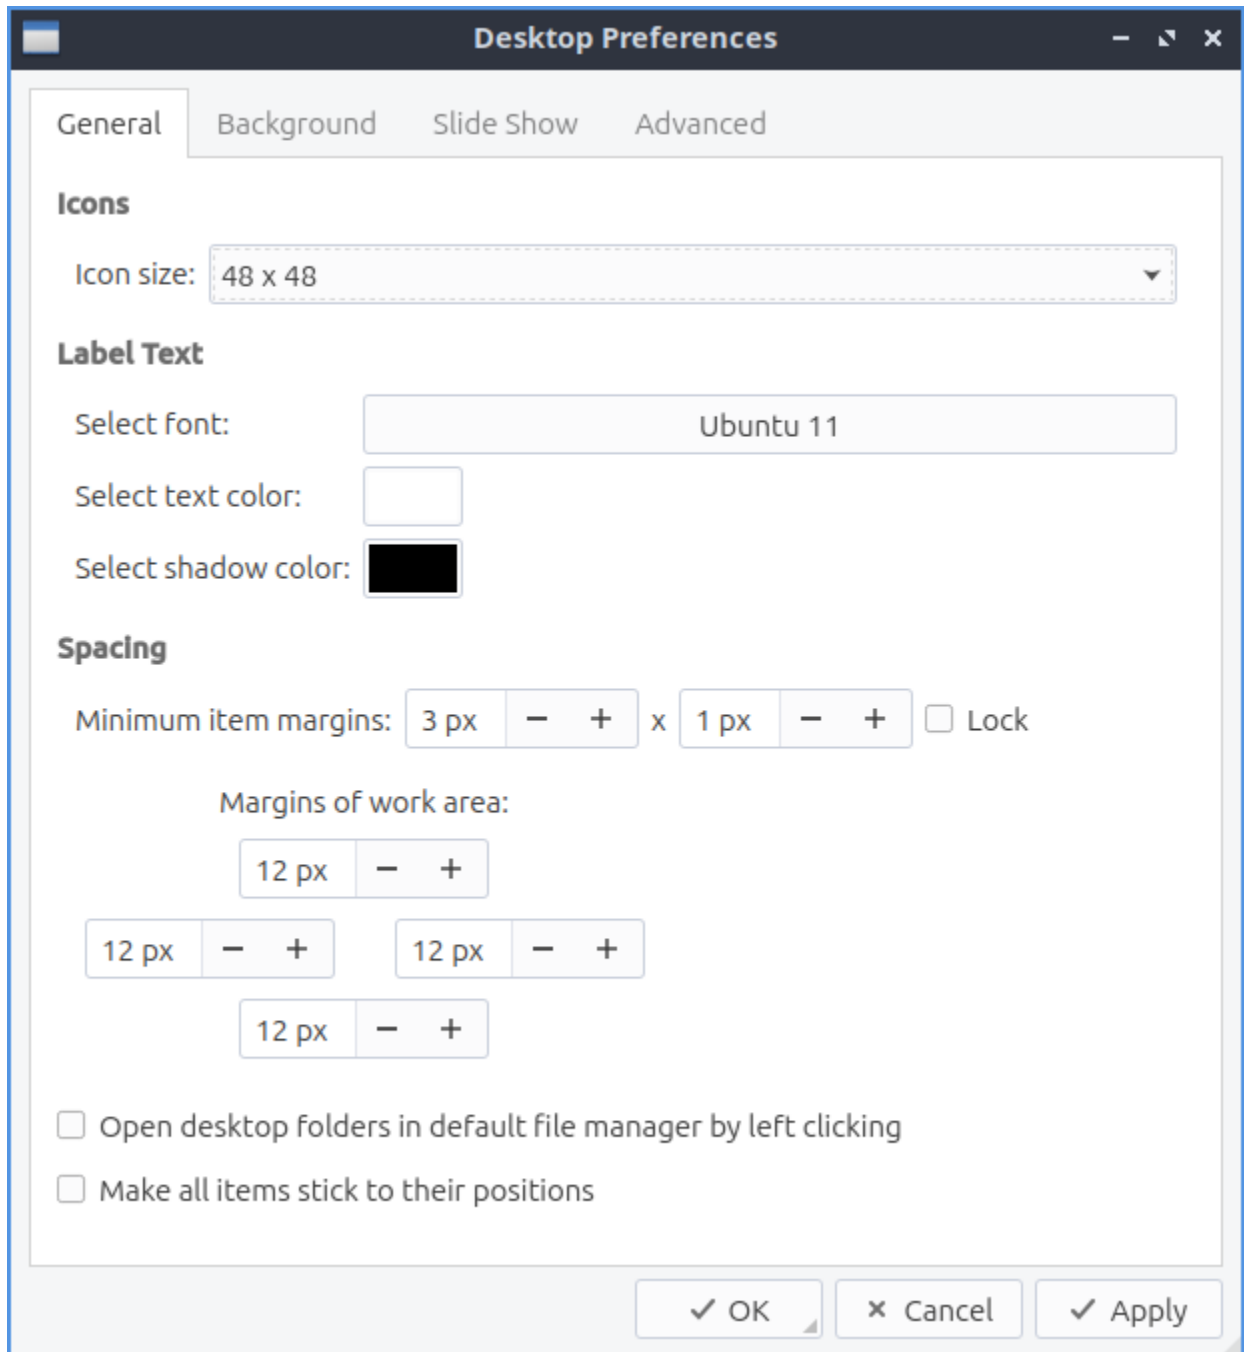 Desktop Preferences
General Background Slide Show Advanced
Icons
Icon size: 48 x 48
Label Text
Select font: Ubuntu 11
Select text color:
Select shadow color:
Spacing
Minimum item margins: 3 px − + x 1 px − + Lock
Margins of work area:
12 px − +
12 px − + 12 px − +
12 px − +
Open desktop folders in default file manager by left clicking
Make all items stick to their positions
OK Cancel Apply